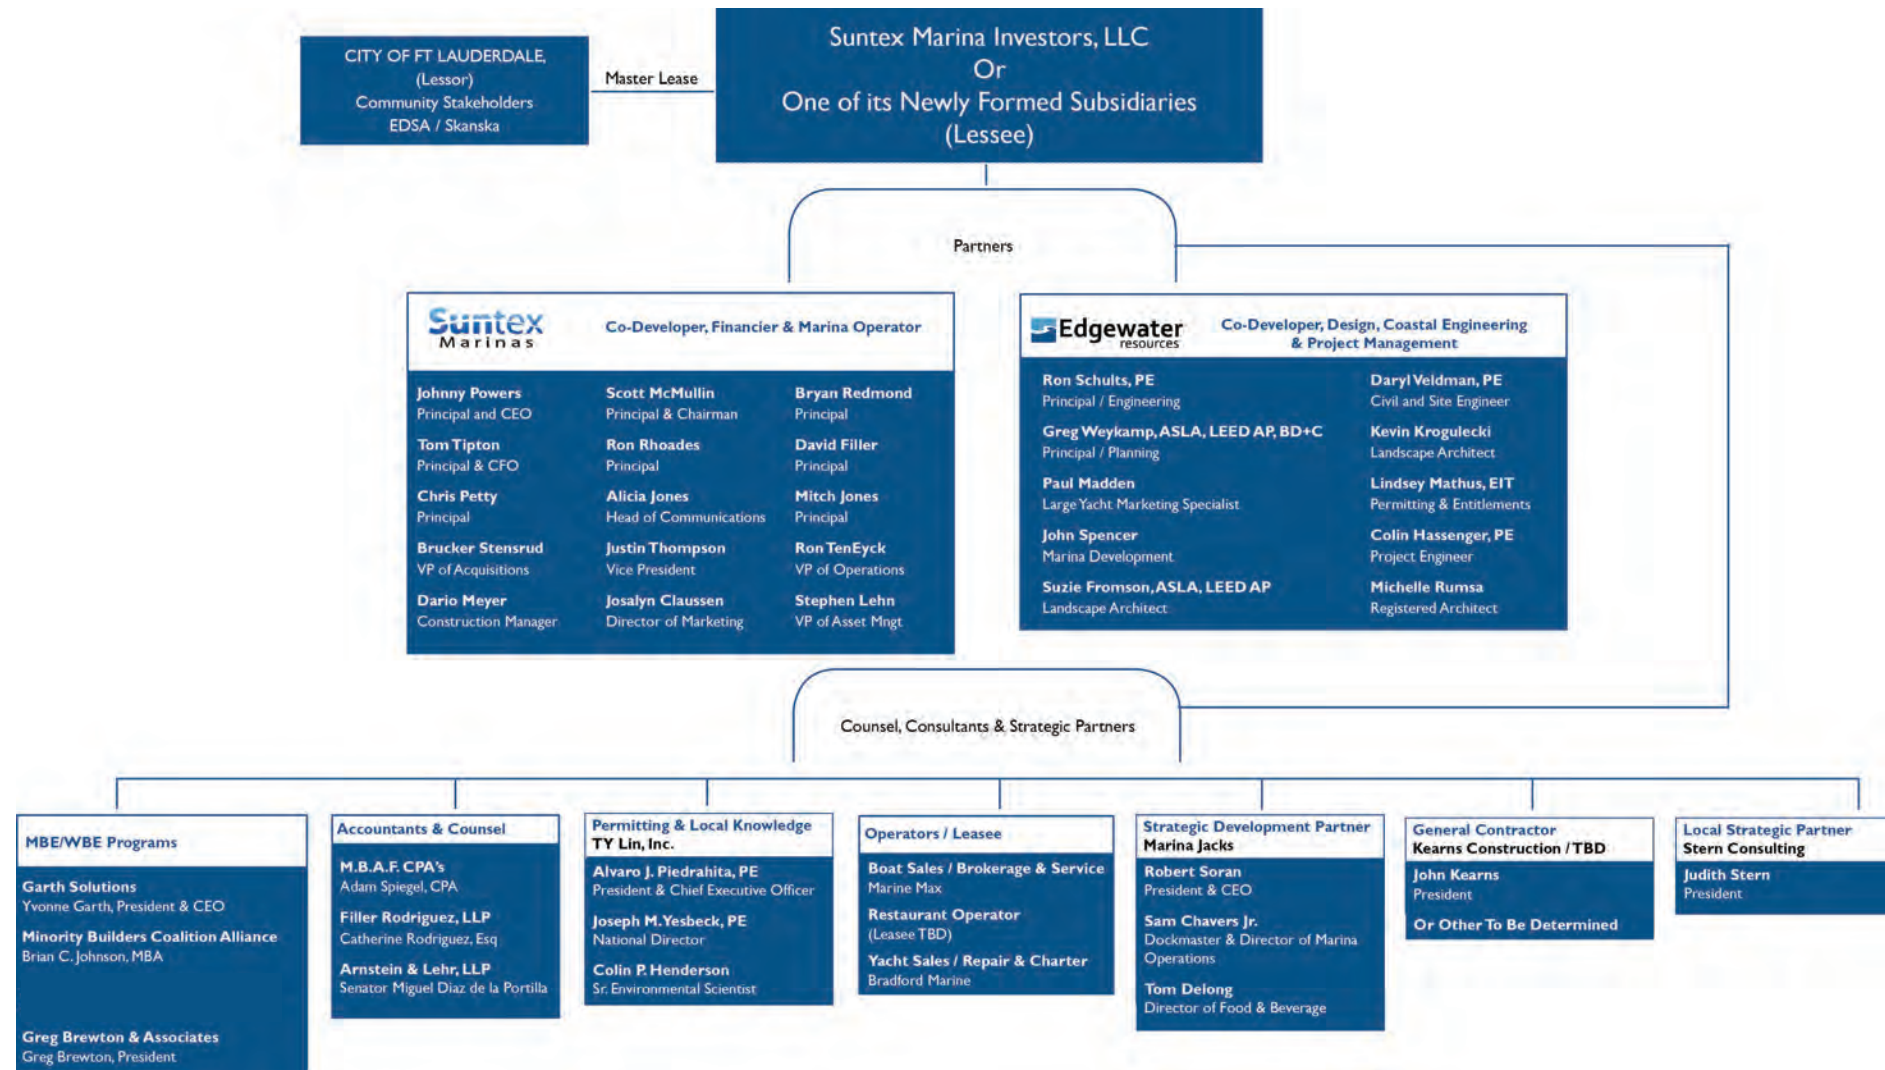 CITY OF FT LAUDERDALE,
(Lessor)
Community Stakeholders
EDSA / Skanska
Master Lease
Suntex Marina Investors, LLC
Or
One of its Newly Formed Subsidiaries
(Lessee)
Partners
Suntex
Marinas
Co-Developer, Financier & Marina Operator
Johnny Powers
Principal and CEO
Tom Tipton
Principal & CFO
Chris Petty
Principal
Brucker Stensrud
VP of Acquisitions
Dario Meyer
Construction Manager
Scott McMullin
Principal & Chairman
Ron Rhoades
Principal
Alicia Jones
Head of Communications
Justin Thompson
Vice President
Josalyn Claussen
Director of Marketing
Bryan Redmond
Principal
David Filler
Principal
Mitch Jones
Principal
Ron TenEyck
VP of Operations
Stephen Lehn
VP of Asset Mngt
Edgewater
resources
Co-Developer, Design, Coastal Engineering
& Project Management
Ron Schults, PE
Principal / Engineering
Greg Weykamp, ASLA, LEED AP, BD+C
Principal / Planning
Paul Madden
Large Yacht Marketing Specialist
John Spencer
Marina Development
Suzie Fromson, ASLA, LEED AP
Landscape Architect
Daryl Veldman, PE
Civil and Site Engineer
Kevin Krogulecki
Landscape Architect
Lindsey Mathus, EIT
Permitting & Entitlements
Colin Hassenger, PE
Project Engineer
Michelle Rumsa
Registered Architect
Counsel, Consultants & Strategic Partners
MBE/WBE Programs
Garth Solutions
Yvonne Garth, President & CEO
Minority Builders Coalition Alliance
Brian C. Johnson, MBA
Greg Brewton & Associates
Greg Brewton, President
Accountants & Counsel
M.B.A.F. CPA's
Adam Spiegel, CPA
Filler Rodriguez, LLP
Catherine Rodriguez, Esq
Arnstein & Lehr, LLP
Senator Miguel Diaz de la Portilla
Permitting & Local Knowledge
TY Lin, Inc.
Alvaro J. Piedrahita, PE
President & Chief Executive Officer
Joseph M. Yesbeck, PE
National Director
Colin P. Henderson
Sr. Environmental Scientist
Operators / Leasee
Boat Sales / Brokerage & Service
Marine Max
Restaurant Operator
(Leasee TBD)
Yacht Sales / Repair & Charter
Bradford Marine
Strategic Development Partner
Marina Jacks
Robert Soran
President & CEO
Sam Chavers Jr.
Dockmaster & Director of Marina
Operations
Tom Delong
Director of Food & Beverage
General Contractor
Kearns Construction / TBD
John Kearns
President
Or Other To Be Determined
Local Strategic Partner
Stern Consulting
Judith Stern
President